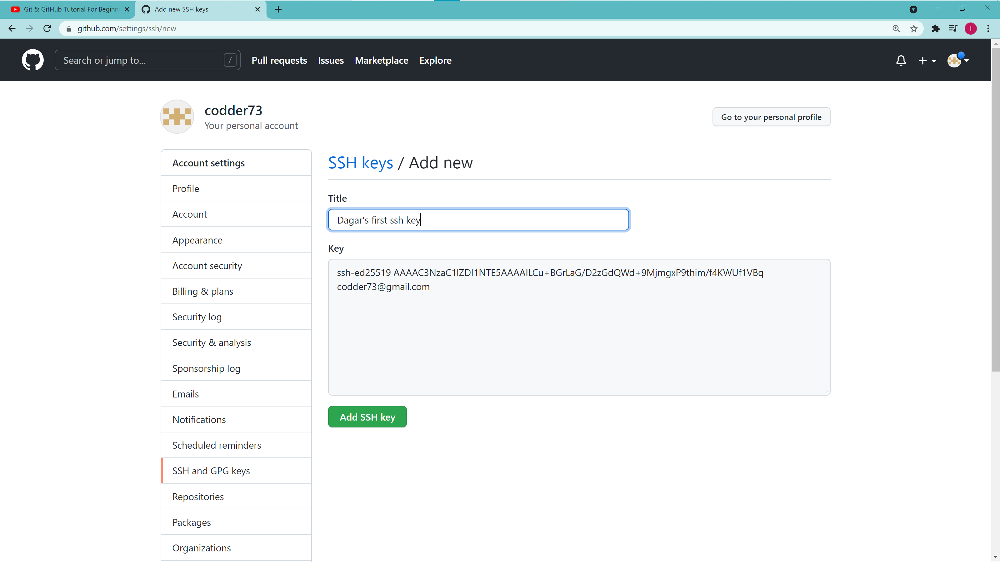 Git & GitHub Tutorial For Beginn
Add new SSH keys
github.com/settings/ssh/new
I
Search or jump to...
/
Pull requests
Issues
Marketplace
Explore
codder73
Your personal account
Go to your personal profile
Account settings
Profile
Account
Appearance
Account security
Billing & plans
Security log
Security & analysis
Sponsorship log
Emails
Notifications
Scheduled reminders
SSH and GPG keys
Repositories
Packages
Organizations
SSH keys / Add new
Title
Dagar's first ssh key
Key
ssh-ed25519 AAAAC3NzaC1lZDI1NTE5AAAAILCu+BGrLaG/D2zGdQWd+9MjmgxP9thim/f4KWUf1VBq
codder73@gmail.com
Add SSH key